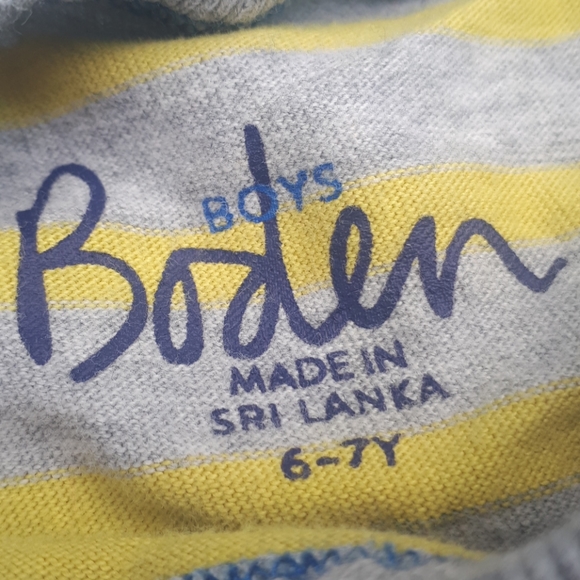 BOYS
Boden
MADE IN
SRI LANKA
6-7Y